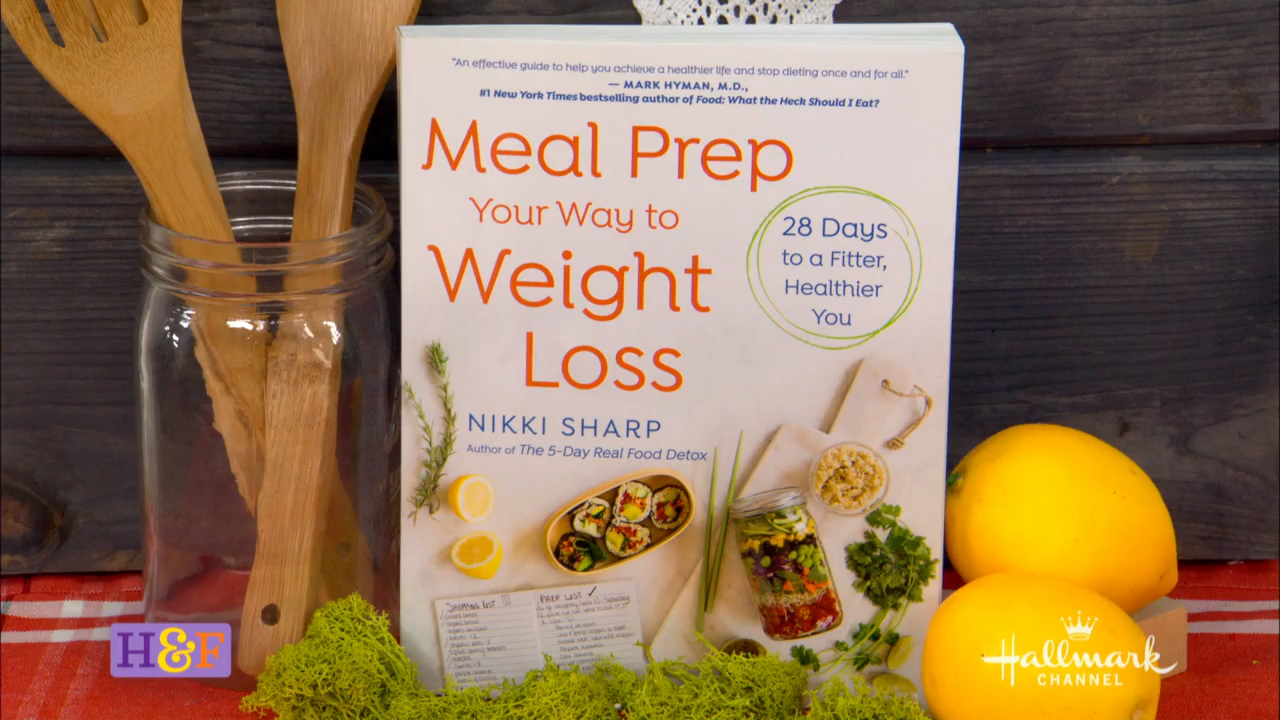 "An effective guide to help you achieve a healthier life and stop dieting once and for all."
— MARK HYMAN, M.D.,
#1 New York Times bestselling author of Food: What the Heck Should I Eat?
Meal Prep
Your Way to
Weight
Loss
28 Days
to a Fitter,
Healthier
You
NIKKI SHARP
Author of The 5-Day Real Food Detox
SHOPPING LIST
PREP LIST
H&F
Hallmark
CHANNEL